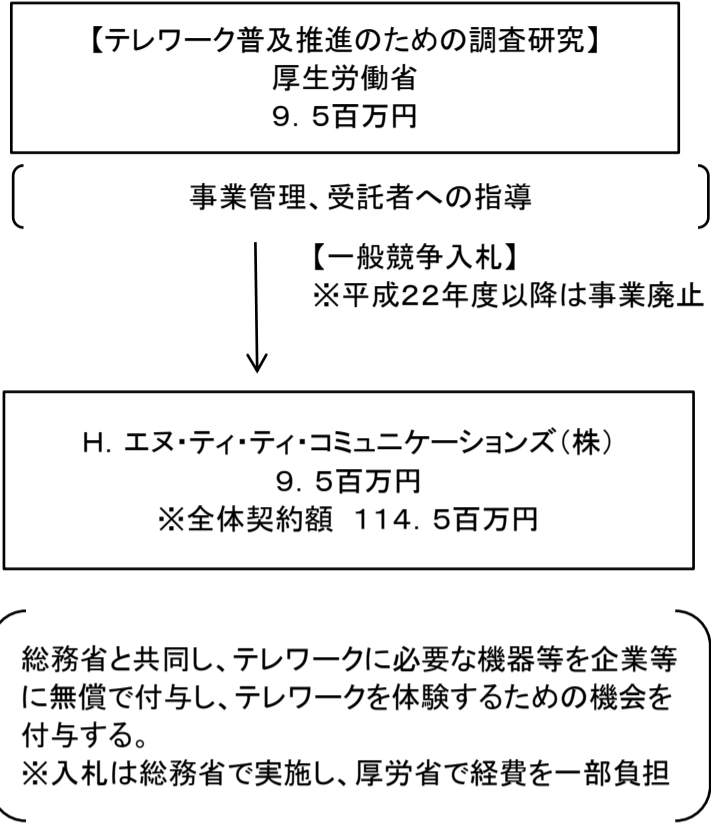 【テレワーク普及推進のための調査研究】
厚生労働省
９．５百万円
事業管理、受託者への指導
【一般競争入札】
※平成２２年度以降は事業廃止
Ｈ．エヌ・ティ・ティ・コミュニケーションズ（株）
９．５百万円
※全体契約額　１１４．５百万円
総務省と共同し、テレワークに必要な機器等を企業等
に無償で付与し、テレワークを体験するための機会を
付与する。
※入札は総務省で実施し、厚労省で経費を一部負担